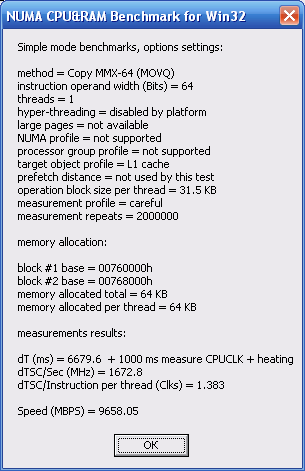 NUMA CPU&RAM Benchmark for Win32
Simple mode benchmarks, options settings:
method = Copy MMX-64 (MOVQ)
instruction operand width (Bits) = 64
threads = 1
hyper-threading = disabled by platform
large pages = not available
NUMA profile = not supported
processor group profile = not supported
target object profile = L1 cache
prefetch distance = not used by this test
operation block size per thread = 31.5 KB
measurement profile = careful
measurement repeats = 2000000
memory allocation:
block #1 base = 00760000h
block #2 base = 00768000h
memory allocated total = 64 KB
memory allocated per thread = 64 KB
measurements results:
dT (ms) = 6679.6  + 1000 ms measure CPUCLK + heating
dTSC/Sec (MHz) = 1672.8
dTSC/Instruction per thread (Clks) = 1.383
Speed (MBPS) = 9658.05
OK